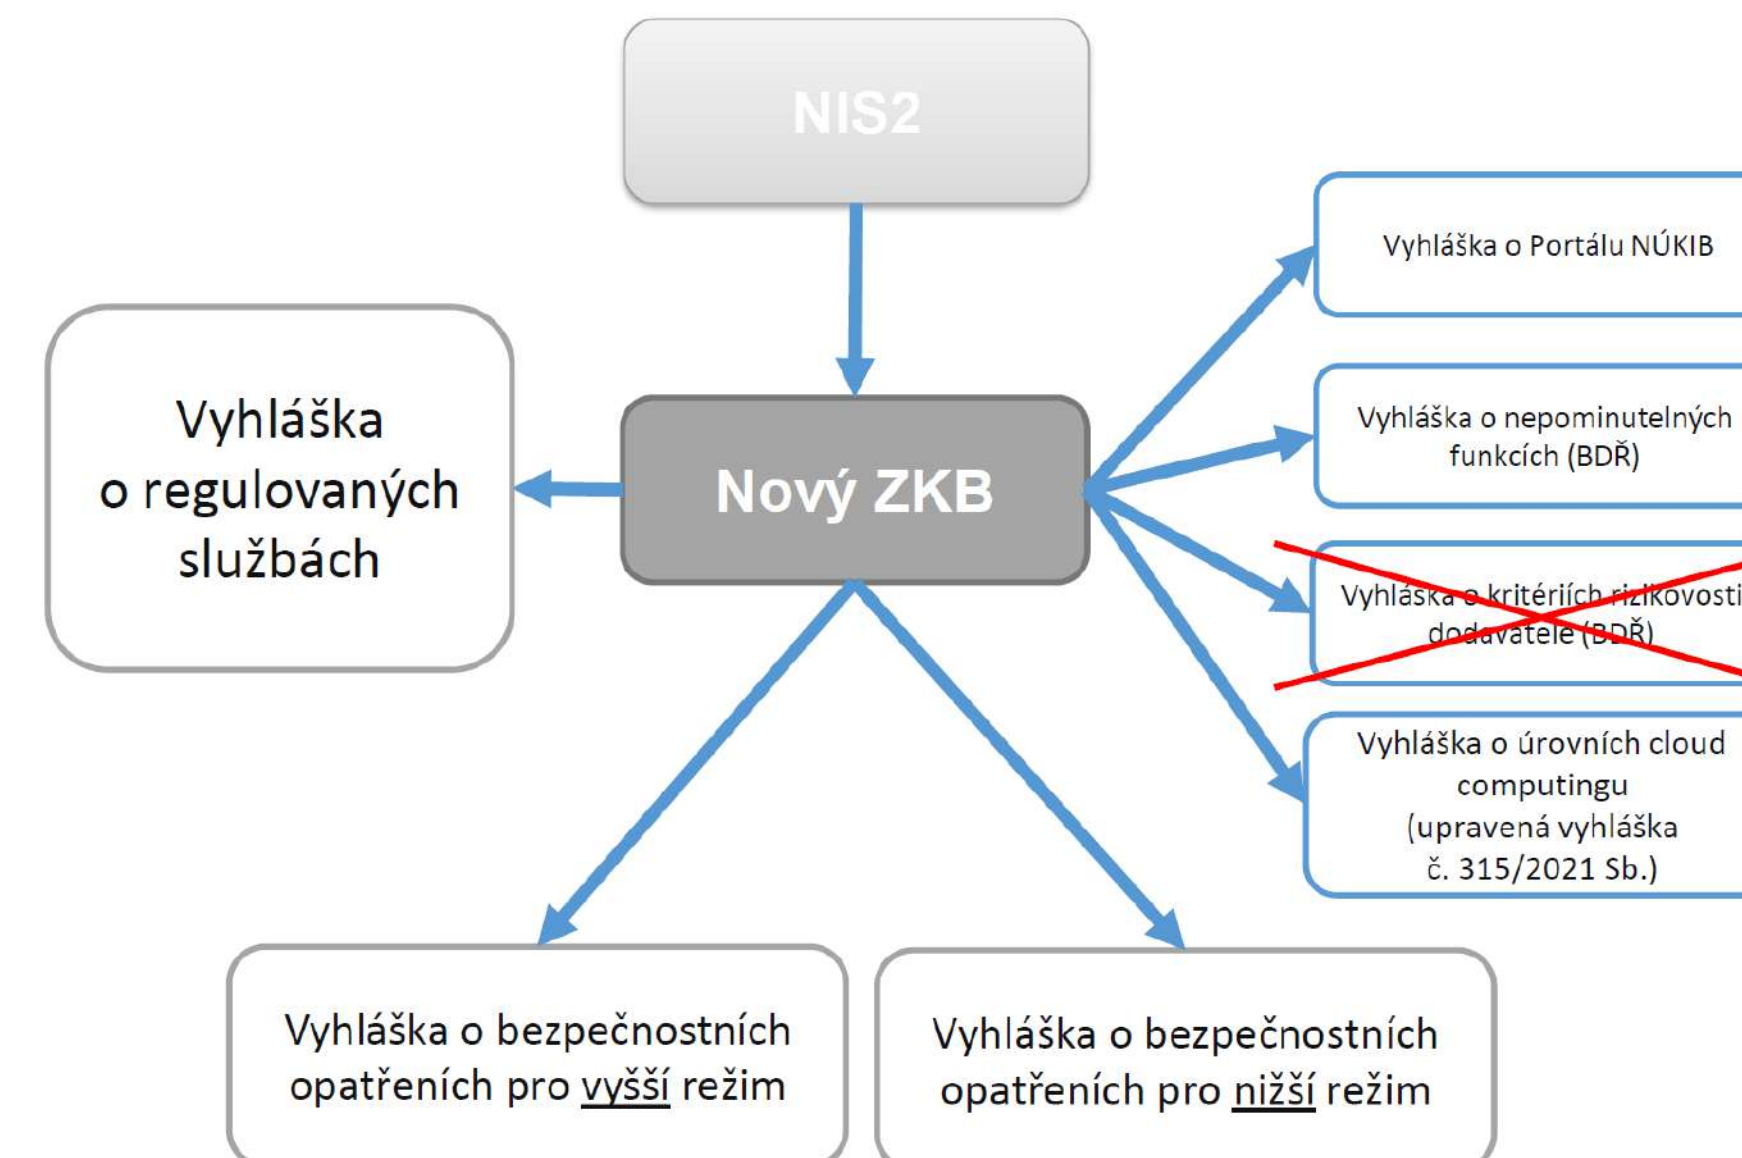 NIS2
Vyhláška o Portálu NÚKIB
Vyhláška o nepominutelných
funkcích (BDŘ)
Vyhláška
o regulovaných
službách
Nový ZKB
Vyhláška o kritériích rizikovosti
dodavatele (BDŘ)
Vyhláška o úrovních cloud
computingu
(upravená vyhláška
č. 315/2021 Sb.)
Vyhláška o bezpečnostních
opatřeních pro vyšší režim
Vyhláška o bezpečnostních
opatřeních pro nižší režim